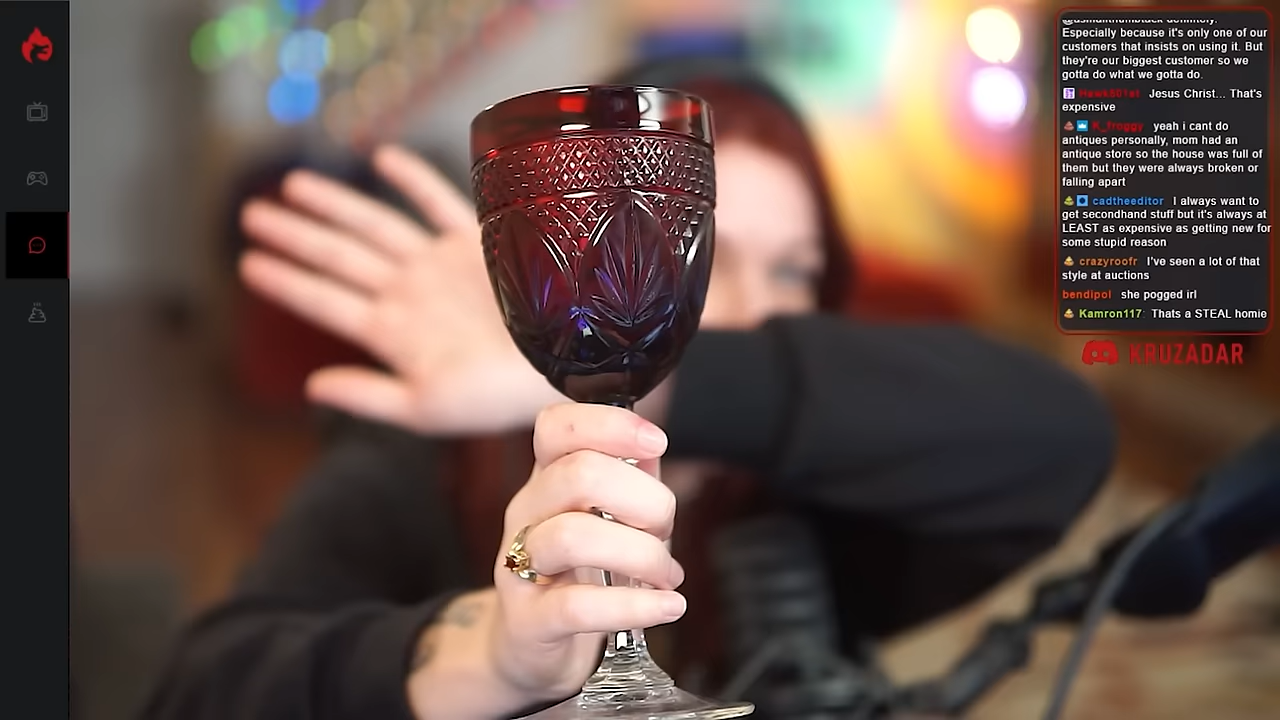 Especially because it's only one of our
customers that insists on using it. But
they're our biggest customer so we
gotta do what we gotta do.
Hawk501st Jesus Christ... That's
expensive
K_froggy yeah i cant do
antiques personally, mom had an
antique store so the house was full of
them but they were always broken or
falling apart
cadtheeditor I always want to
get secondhand stuff but it's always at
LEAST as expensive as getting new for
some stupid reason
crazyroofr I've seen a lot of that
style at auctions
bendipol she pogged irl
Kamron117: Thats a STEAL homie
KRUZADAR